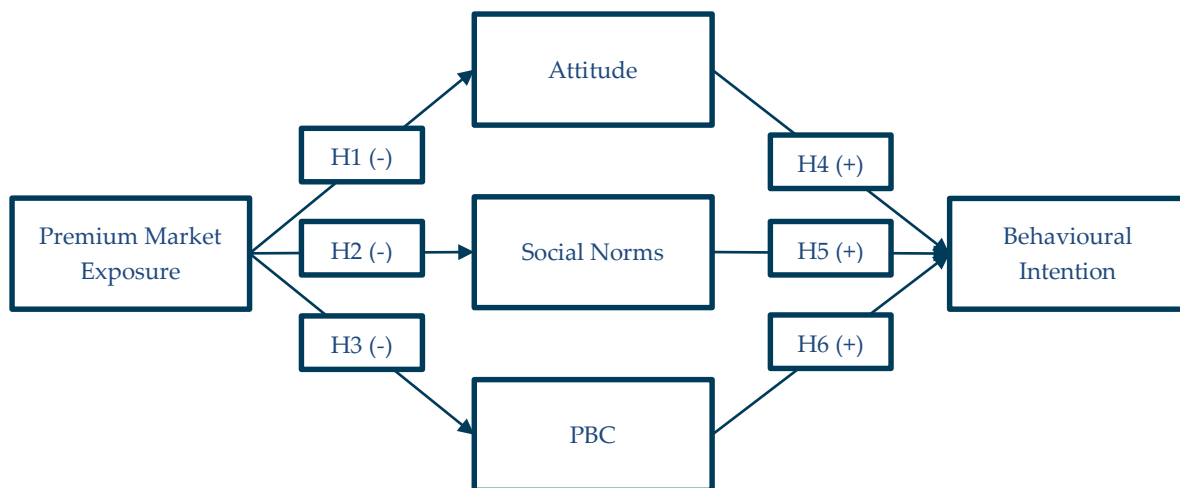 Attitude
H1 (-)
H4 (+)
Premium Market
Exposure
H2 (-)
Social Norms
H5 (+)
Behavioural
Intention
H3 (-)
H6 (+)
PBC